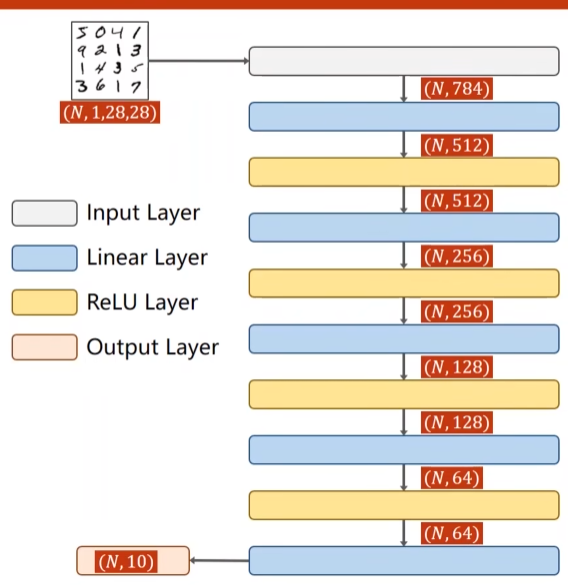 5 0 4 1
9 2 1 3
1 4 3 5
3 6 1 7
(N, 1,28,28)
(N, 784)
(N, 512)
(N, 512)
(N, 256)
(N, 256)
(N, 128)
(N, 128)
(N, 64)
(N, 64)
(N, 10)
Input Layer
Linear Layer
ReLU Layer
Output Layer